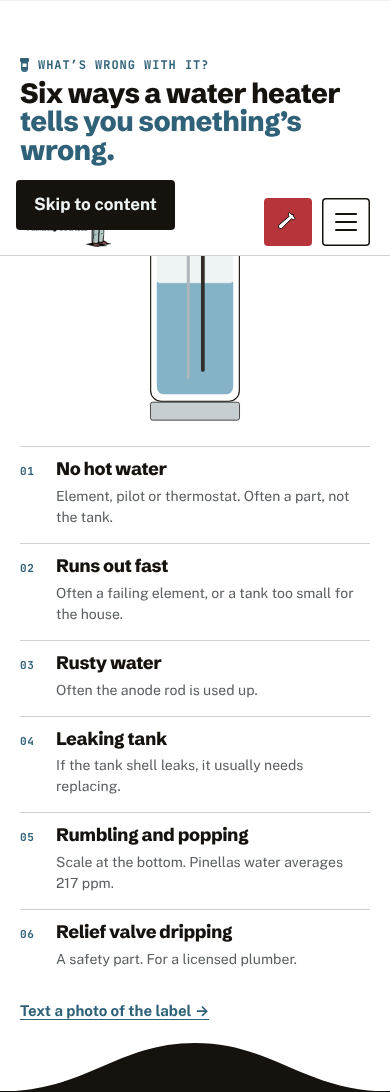 WHAT’S WRONG WITH IT?
Six ways a water heater
tells you something’s
wrong.
Skip to content
01 No hot water
Element, pilot or thermostat. Often a part, not
the tank.
02 Runs out fast
Often a failing element, or a tank too small for
the house.
03 Rusty water
Often the anode rod is used up.
04 Leaking tank
If the tank shell leaks, it usually needs
replacing.
05 Rumbling and popping
Scale at the bottom. Pinellas water averages
217 ppm.
06 Relief valve dripping
A safety part. For a licensed plumber.
Text a photo of the label →